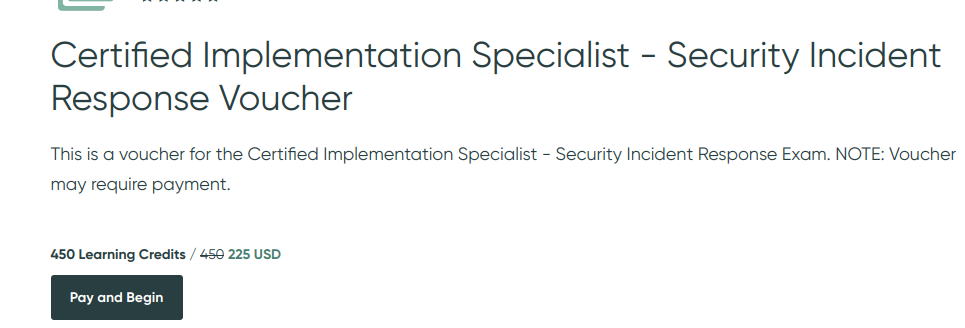 Certified Implementation Specialist - Security Incident
Response Voucher
This is a voucher for the Certified Implementation Specialist - Security Incident Response Exam. NOTE: Voucher
may require payment.
450 Learning Credits / 450 225 USD
Pay and Begin